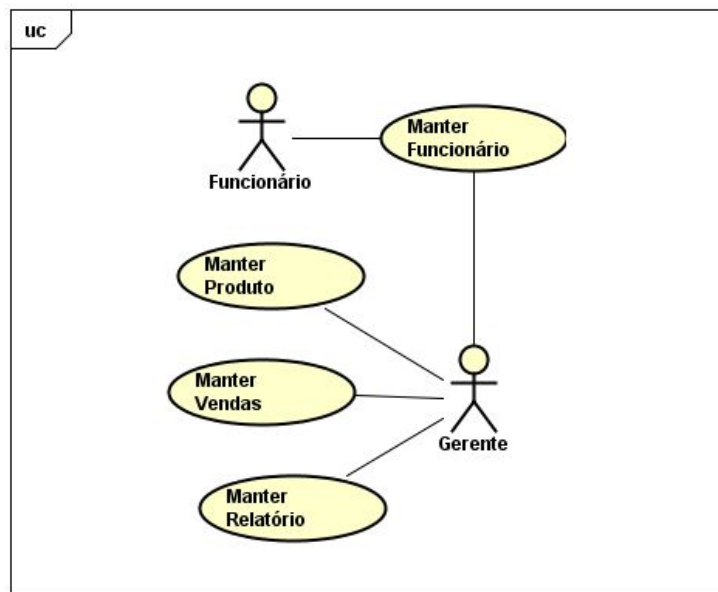 uc
Manter
Funcionário
Funcionário
Manter
Produto
Manter
Vendas
Gerente
Manter
Relatório